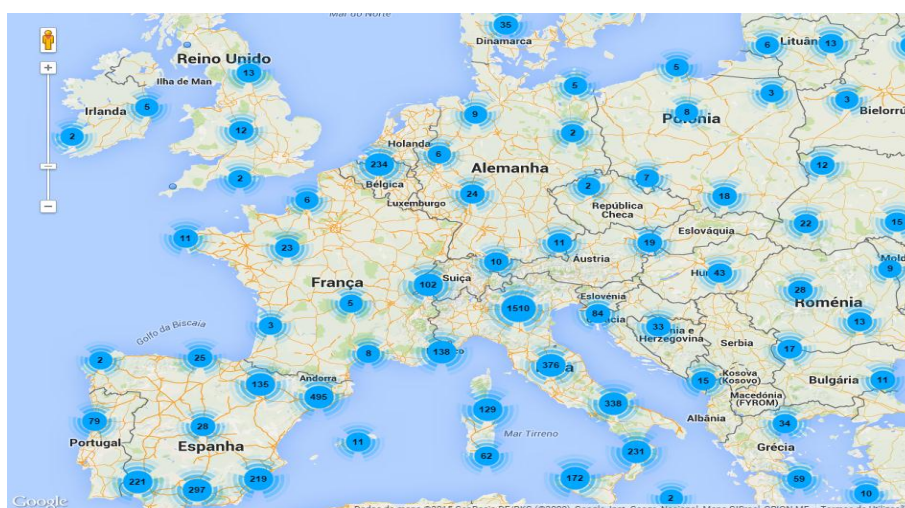 Mar do Norte
35
Dinamarca
6
Lituân
13
Reino Unido
13
5
5
Ilha de Man
Irlanda
5
3
3
9
8
Bielorrú
2
12
2
Holanda
6
234
Alemanha
12
Bélgica
2
2
7
24
6
Luxemburgo
18
República
Checa
22
15
Eslováquia
11
23
11
19
Áustria
10
9
Suíça
43
França
102
28
Roménia
Eslovénia
5
1510
84
13
3
33
Golfo da Biscaia
nia e
Herzegovina
Sérvia
8
138
17
2
25
376
Kosova
(Kosovo)
15
Bulgária
11
Andorra
135
495
Macedónia
(FYROM)
129
338
Albânia
79
28
34
Portugal
Espanha
11
Mar Tirreno
Grécia
62
231
221
297
219
172
59
2
10
Google